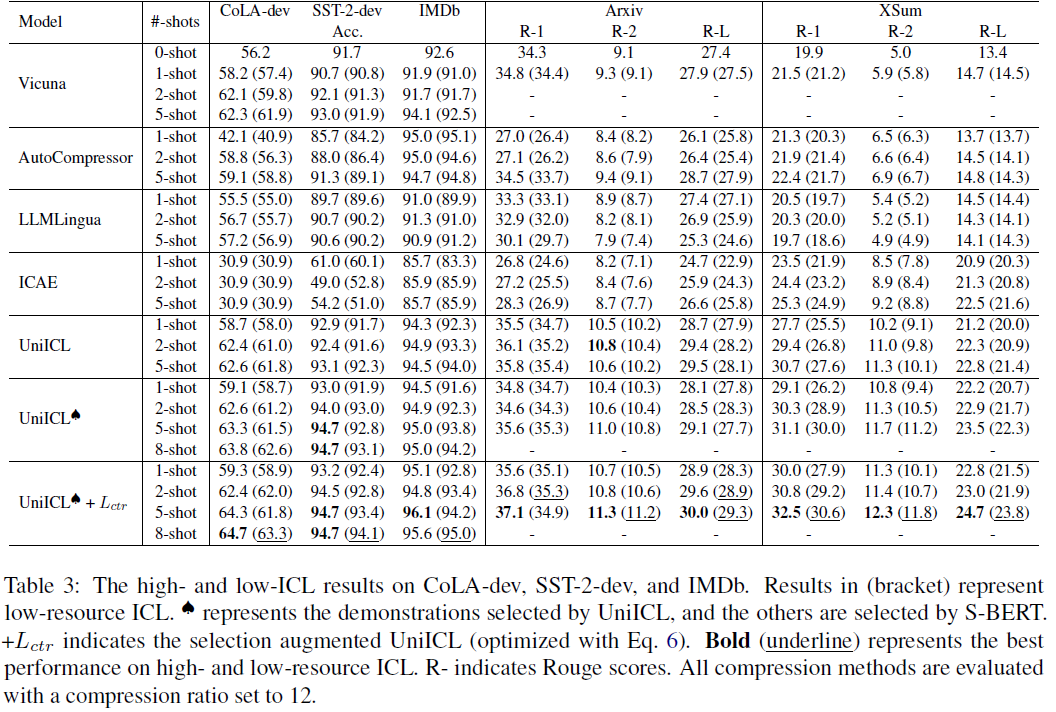 Model #-shots CoLA-dev SST-2-dev IMDb Arxiv XSum
Acc. R-1 R-2 R-L R-1 R-2 R-L
Vicuna
0-shot 56.2 91.7 92.6 34.3 9.1 27.4 19.9 5.0 13.4
1-shot 58.2 (57.4) 90.7 (90.8) 91.9 (91.0) 34.8 (34.4) 9.3 (9.1) 27.9 (27.5) 21.5 (21.2) 5.9 (5.8) 14.7 (14.5)
2-shot 62.1 (59.8) 92.1 (91.3) 91.7 (91.7) - - - - - -
5-shot 62.3 (61.9) 93.0 (91.9) 94.1 (92.5) - - - - - -
AutoCompressor
1-shot 42.1 (40.9) 85.7 (84.2) 95.0 (95.1) 27.0 (26.4) 8.4 (8.2) 26.1 (25.8) 21.3 (20.3) 6.5 (6.3) 13.7 (13.7)
2-shot 58.8 (56.3) 88.0 (86.4) 95.0 (94.6) 27.1 (26.2) 8.6 (7.9) 26.4 (25.4) 21.9 (21.4) 6.6 (6.4) 14.5 (14.1)
5-shot 59.1 (58.8) 91.3 (89.1) 94.7 (94.8) 34.5 (33.7) 9.4 (9.1) 28.7 (27.9) 22.4 (21.7) 6.9 (6.7) 14.8 (14.3)
LLMLingua
1-shot 55.5 (55.0) 89.7 (89.6) 91.0 (89.9) 33.3 (33.1) 8.9 (8.7) 27.4 (27.1) 20.5 (19.7) 5.4 (5.2) 14.5 (14.4)
2-shot 56.7 (55.7) 90.7 (90.2) 91.3 (91.0) 32.9 (32.0) 8.2 (8.1) 26.9 (25.9) 20.3 (20.0) 5.2 (5.1) 14.3 (14.1)
5-shot 57.2 (56.9) 90.6 (90.2) 90.9 (91.2) 30.1 (29.7) 7.9 (7.4) 25.3 (24.6) 19.7 (18.6) 4.9 (4.9) 14.1 (14.3)
ICAE
1-shot 30.9 (30.9) 61.0 (60.1) 85.7 (83.3) 26.8 (24.6) 8.2 (7.1) 24.7 (22.9) 23.5 (21.9) 8.5 (7.8) 20.9 (20.3)
2-shot 30.9 (30.9) 49.0 (52.8) 85.9 (85.9) 27.2 (25.5) 8.4 (7.6) 25.9 (24.3) 24.4 (23.2) 8.9 (8.4) 21.3 (20.8)
5-shot 30.9 (30.9) 54.2 (51.0) 85.7 (85.9) 28.3 (26.9) 8.7 (7.7) 26.6 (25.8) 25.3 (24.9) 9.2 (8.8) 22.5 (21.6)
UniICL
1-shot 58.7 (58.0) 92.9 (91.7) 94.3 (92.3) 35.5 (34.7) 10.5 (10.2) 28.7 (27.9) 27.7 (25.5) 10.2 (9.1) 21.2 (20.0)
2-shot 62.4 (61.0) 92.4 (91.6) 94.9 (93.3) 36.1 (35.2) 10.8 (10.4) 29.4 (28.2) 29.4 (26.8) 11.0 (9.8) 22.3 (20.9)
5-shot 62.6 (61.8) 93.1 (92.3) 94.5 (94.0) 35.8 (35.4) 10.6 (10.2) 29.5 (28.1) 30.7 (27.6) 11.3 (10.1) 22.8 (21.4)
UniICL♠
1-shot 59.1 (58.7) 93.0 (91.9) 94.5 (91.6) 34.8 (34.7) 10.4 (10.3) 28.1 (27.8) 29.1 (26.2) 10.8 (9.4) 22.2 (20.7)
2-shot 62.6 (61.2) 94.0 (93.0) 94.9 (92.3) 34.6 (34.3) 10.6 (10.4) 28.5 (28.3) 30.3 (28.9) 11.3 (10.5) 22.9 (21.7)
5-shot 63.3 (61.5) 94.7 (92.8) 95.0 (93.8) 35.6 (35.3) 11.0 (10.8) 29.1 (27.7) 31.1 (30.0) 11.7 (11.2) 23.5 (22.3)
8-shot 63.8 (62.6) 94.7 (93.1) 95.0 (94.2) - - - - - -
UniICL♠ + Lctr
1-shot 59.3 (58.9) 93.2 (92.4) 95.1 (92.8) 35.6 (35.1) 10.7 (10.5) 28.9 (28.3) 30.0 (27.9) 11.3 (10.1) 22.8 (21.5)
2-shot 62.4 (62.0) 94.5 (92.8) 94.8 (93.4) 36.8 (35.3) 10.8 (10.6) 29.6 (28.9) 30.8 (29.2) 11.4 (10.7) 23.0 (21.9)
5-shot 64.3 (61.8) 94.7 (93.4) 96.1 (94.2) 37.1 (34.9) 11.3 (11.2) 30.0 (29.3) 32.5 (30.6) 12.3 (11.8) 24.7 (23.8)
8-shot 64.7 (63.3) 94.7 (94.1) 95.6 (95.0) - - - - - -
Table 3: The high- and low-ICL results on CoLA-dev, SST-2-dev, and IMDb. Results in (bracket) represent
low-resource ICL. ♠ represents the demonstrations selected by UniICL, and the others are selected by S-BERT.
+Lctr indicates the selection augmented UniICL (optimized with Eq. 6). Bold (underline) represents the best
performance on high- and low-resource ICL. R- indicates Rouge scores. All compression methods are evaluated
with a compression ratio set to 12.